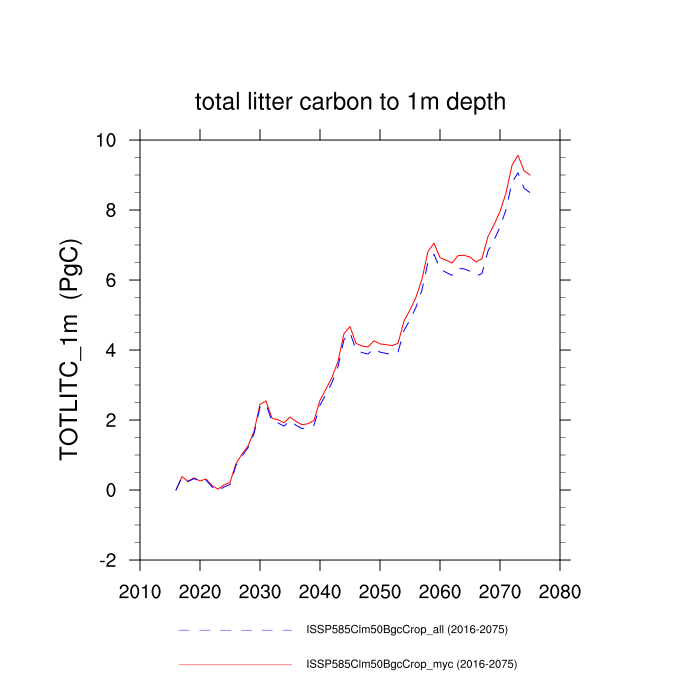 total litter carbon to 1m depth
TOTLITC_1m (PgC)
10
8
6
4
2
0
-2
2010 2020 2030 2040 2050 2060 2070 2080
ISSP585Clm50BgcCrop_all (2016-2075)
ISSP585Clm50BgcCrop_myc (2016-2075)